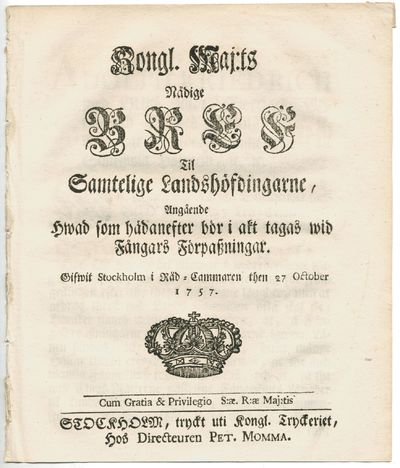 Kongl. Maj:ts
Nådige
BREF
Til
Samtelige Landshöfdingarne,
Angående
Hwad som hädanefter bör i akt tagas wid
Fångars Förpaßningar.
Gifwit Stockholm i Råd-Cammaren then 27 October
1757.
Cum Gratia & Privilegio S:æ. R:æ Maj:tis
STOCKHOLM, tryckt uti Kongl. Tryckeriet,
Hos Directeuren PET. MOMMA.